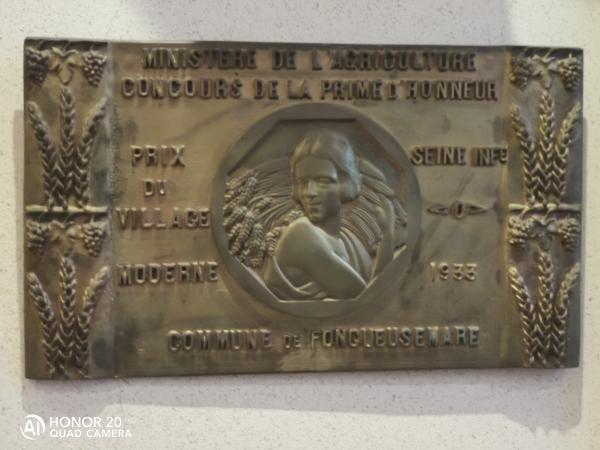 MINISTERE DE L'AGRICULTURE
CONCOURS DE LA PRIME D'HONNEUR
PRIX
DU
VILLAGE
MODERNE
SEINE INFRE
1933
COMMUNE DE FONGUEUSEMARE
HONOR 20
QUAD CAMERA